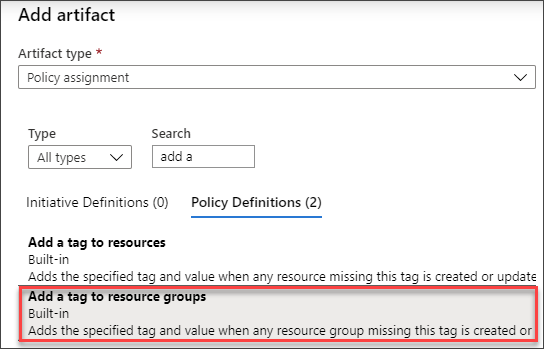 Add artifact
Artifact type *
Policy assignment
Type Search
All types add a
Initiative Definitions (0) Policy Definitions (2)
Add a tag to resources
Built-in
Adds the specified tag and value when any resource missing this tag is created or update
Add a tag to resource groups
Built-in
Adds the specified tag and value when any resource group missing this tag is created or